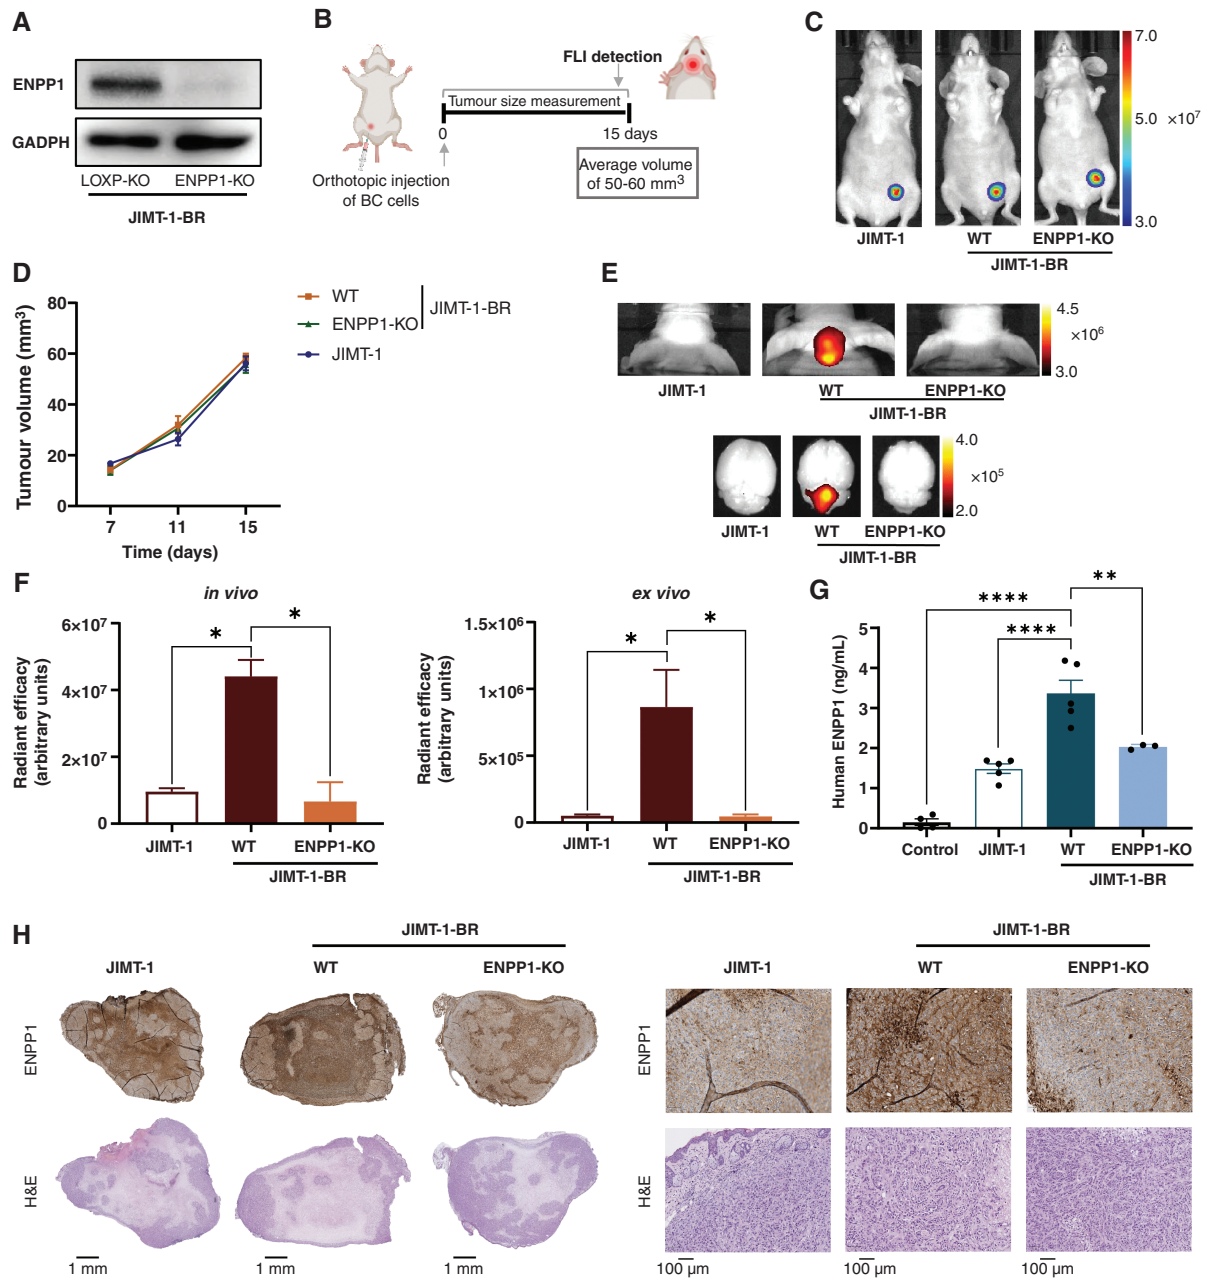 A
ENPP1
GADPH
LOXP-KO ENPP1-KO
JIMT-1-BR
B
FLI detection
Tumour size measurement
0
15 days
Orthotopic injection
of BC cells
Average volume
of 50-60 mm³
C
7.0
5.0 ×10⁷
3.0
JIMT-1 WT ENPP1-KO
JIMT-1-BR
D
Tumour volume (mm³)
80
60
40
20
0
7 11 15
Time (days)
WT
ENPP1-KO
JIMT-1-BR
JIMT-1
E
4.5
×10⁶
3.0
JIMT-1 WT ENPP1-KO
JIMT-1-BR
4.0
×10⁵
2.0
JIMT-1 WT ENPP1-KO
JIMT-1-BR
F
in vivo
Radiant efficacy
(arbitrary units)
6×10⁷
4×10⁷
2×10⁷
0
* *
JIMT-1 WT ENPP1-KO
JIMT-1-BR
ex vivo
Radiant efficacy
(arbitrary units)
1.5×10⁶
1×10⁶
5×10⁵
0
* *
JIMT-1 WT ENPP1-KO
JIMT-1-BR
G
Human ENPP1 (ng/mL)
5
4
3
2
1
0
**
****
****
Control JIMT-1 WT ENPP1-KO
JIMT-1-BR
H
JIMT-1-BR
JIMT-1 WT ENPP1-KO
ENPP1
H&E
1 mm 1 mm 1 mm
JIMT-1-BR
JIMT-1 WT ENPP1-KO
ENPP1
H&E
100 µm 100 µm 100 µm